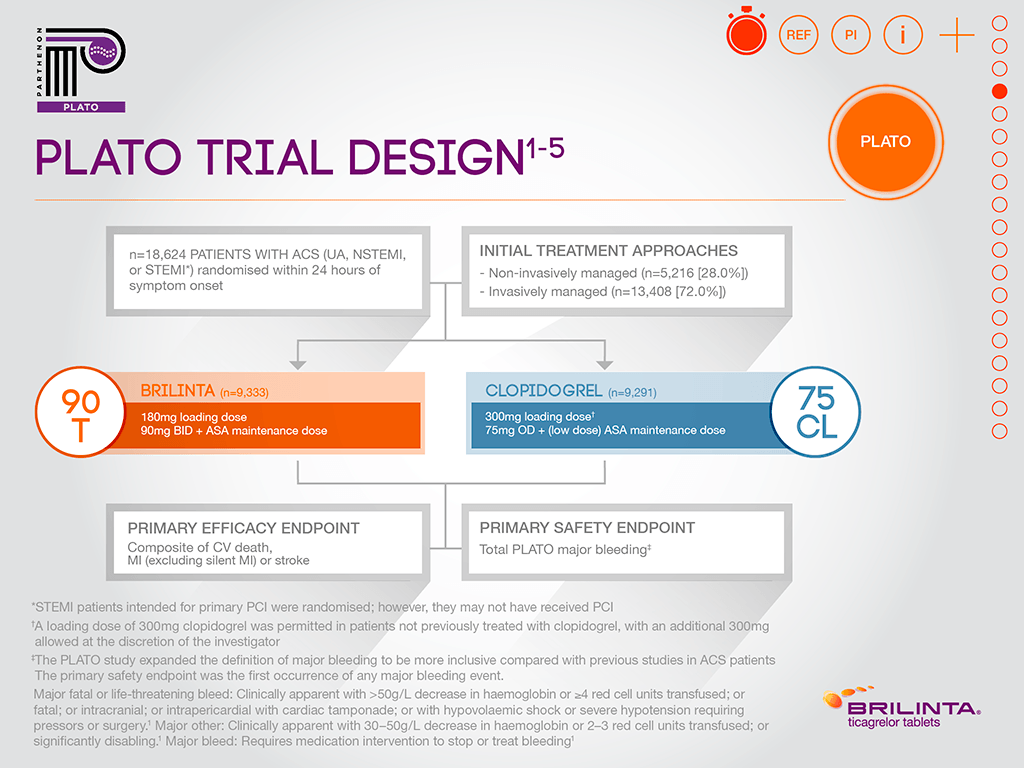 PARTHENON
PLATO
REF
PI
i
PLATO
PLATO TRIAL DESIGN1-5
n=18,624 PATIENTS WITH ACS (UA, NSTEMI,
or STEMI*) randomised within 24 hours of
symptom onset
INITIAL TREATMENT APPROACHES
- Non-invasively managed (n=5,216 [28.0%])
- Invasively managed (n=13,408 [72.0%])
90
T
BRILINTA (n=9,333)
180mg loading dose
90mg BID + ASA maintenance dose
CLOPIDOGREL (n=9,291)
300mg loading dose†
75mg OD + (low dose) ASA maintenance dose
75
CL
PRIMARY EFFICACY ENDPOINT
Composite of CV death,
MI (excluding silent MI) or stroke
PRIMARY SAFETY ENDPOINT
Total PLATO major bleeding‡
*STEMI patients intended for primary PCI were randomised; however, they may not have received PCI
†A loading dose of 300mg clopidogrel was permitted in patients not previously treated with clopidogrel, with an additional 300mg
allowed at the discretion of the investigator
‡The PLATO study expanded the definition of major bleeding to be more inclusive compared with previous studies in ACS patients
The primary safety endpoint was the first occurrence of any major bleeding event.
Major fatal or life-threatening bleed: Clinically apparent with >50g/L decrease in haemoglobin or ≥4 red cell units transfused; or
fatal; or intracranial; or intrapericardial with cardiac tamponade; or with hypovolaemic shock or severe hypotension requiring
pressors or surgery.1 Major other: Clinically apparent with 30–50g/L decrease in haemoglobin or 2–3 red cell units transfused; or
significantly disabling.1 Major bleed: Requires medication intervention to stop or treat bleeding1
BRILINTA®
ticagrelor tablets